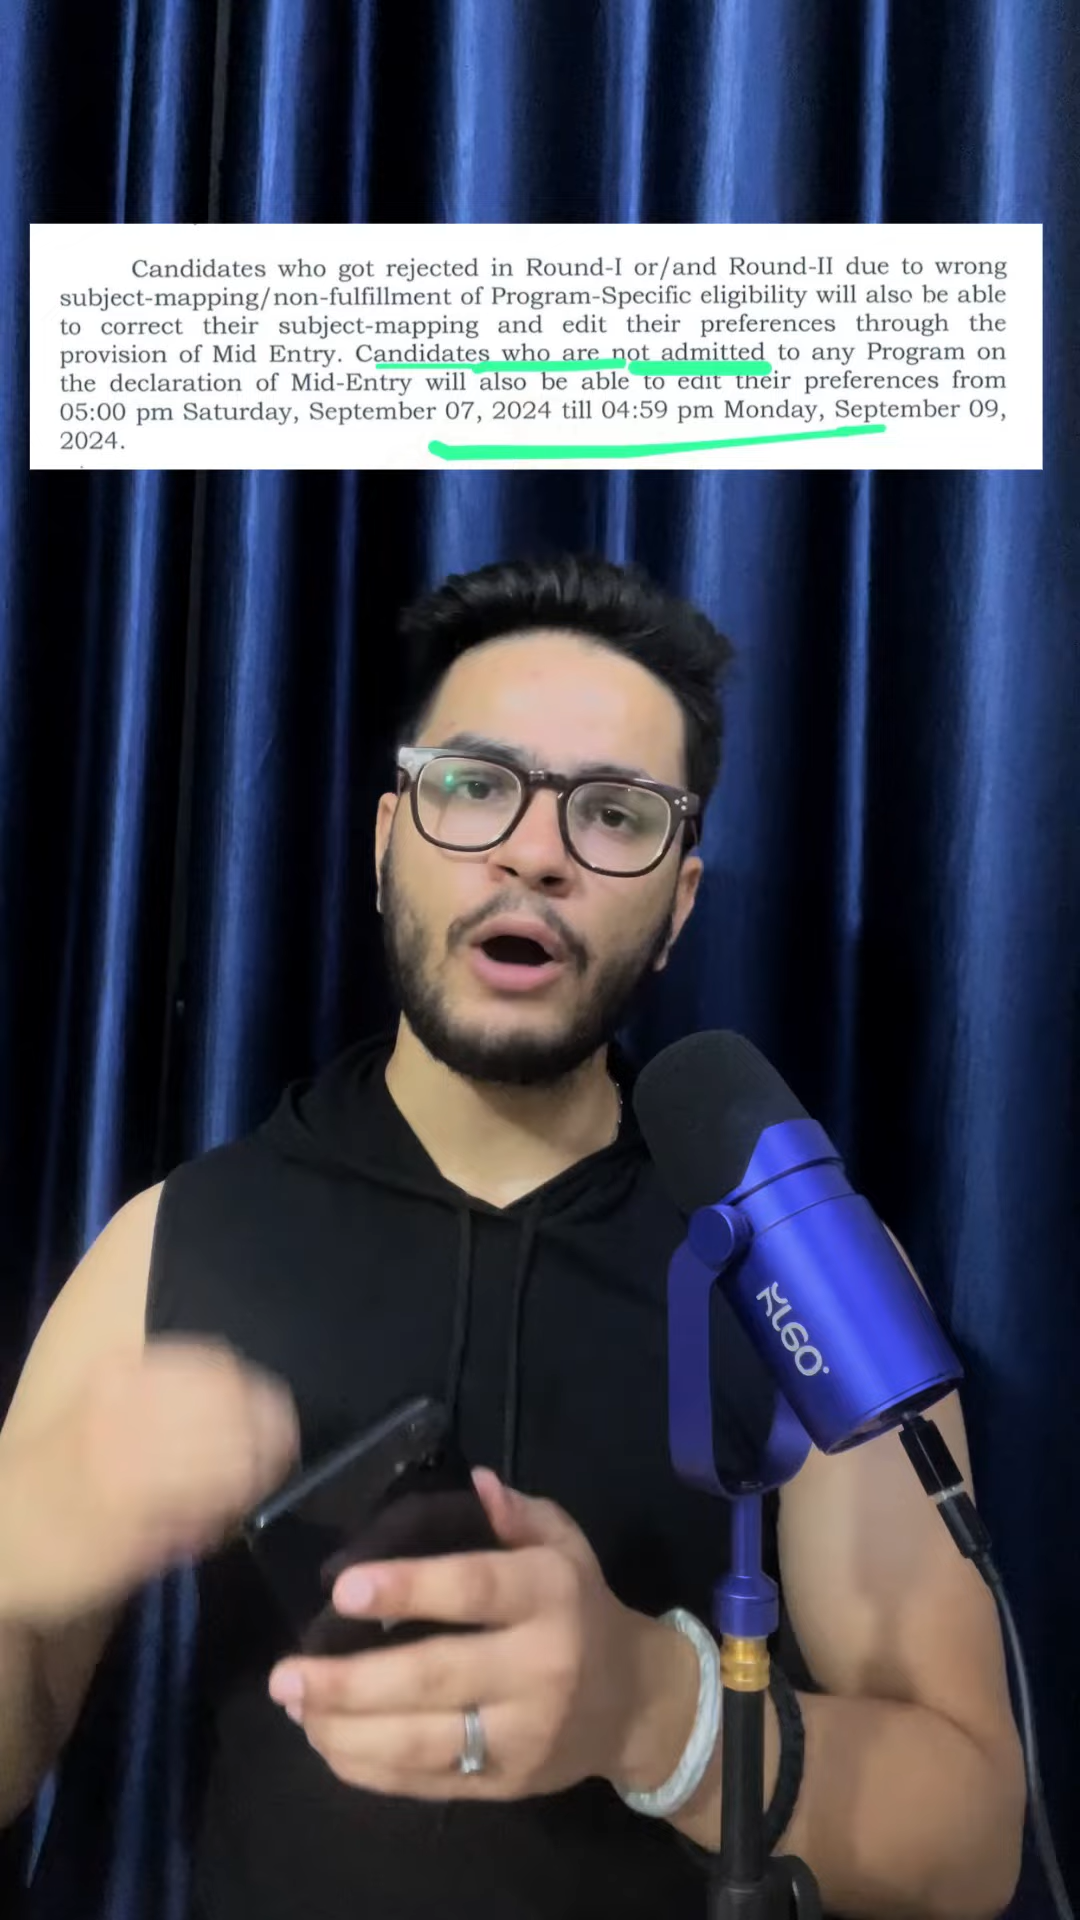 Candidates who got rejected in Round-I or/and Round-II due to wrong
subject-mapping/non-fulfillment of Program-Specific eligibility will also be able
to correct their subject-mapping and edit their preferences through the
provision of Mid Entry. Candidates who are not admitted to any Program on
the declaration of Mid-Entry will also be able to edit their preferences from
05:00 pm Saturday, September 07, 2024 till 04:59 pm Monday, September 09,
2024.